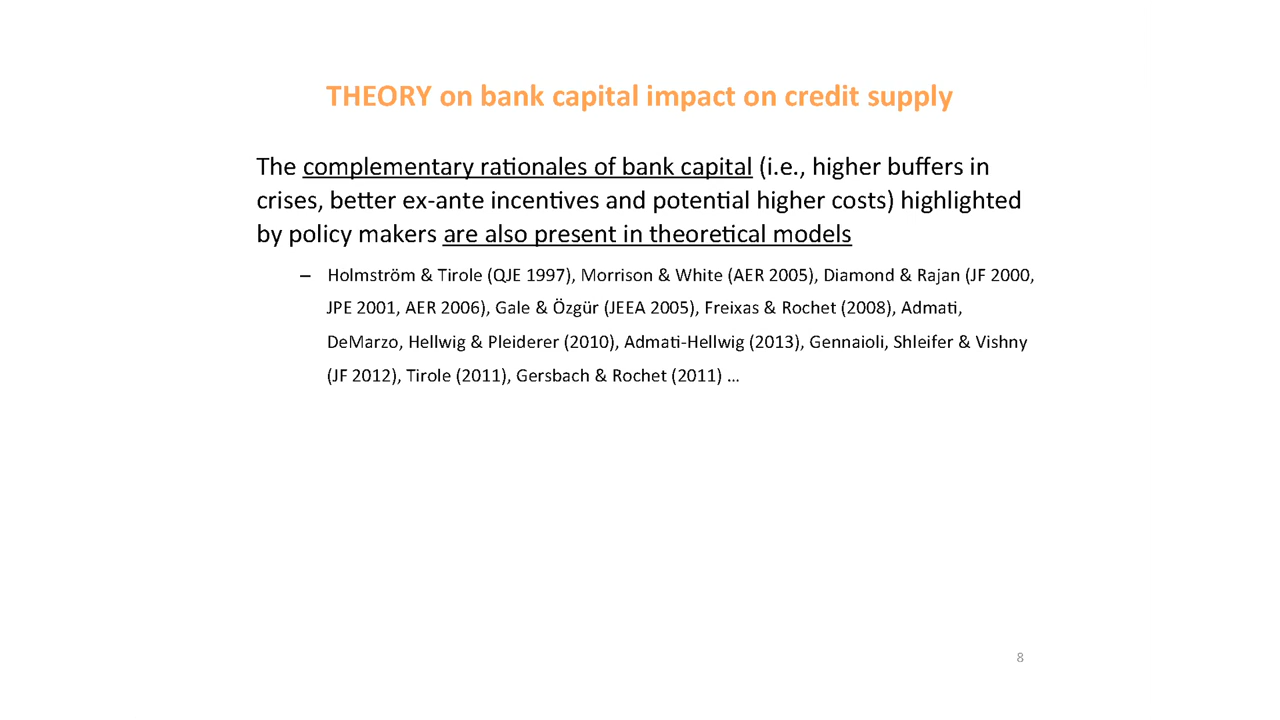 THEORY on bank capital impact on credit supply
The complementary rationales of bank capital (i.e., higher buffers in
crises, better ex-ante incentives and potential higher costs) highlighted
by policy makers are also present in theoretical models
– Holmström & Tirole (QJE 1997), Morrison & White (AER 2005), Diamond & Rajan (JF 2000,
JPE 2001, AER 2006), Gale & Özgür (JEEA 2005), Freixas & Rochet (2008), Admati,
DeMarzo, Hellwig & Pleiderer (2010), Admati-Hellwig (2013), Gennaioli, Shleifer & Vishny
(JF 2012), Tirole (2011), Gersbach & Rochet (2011) ...
8